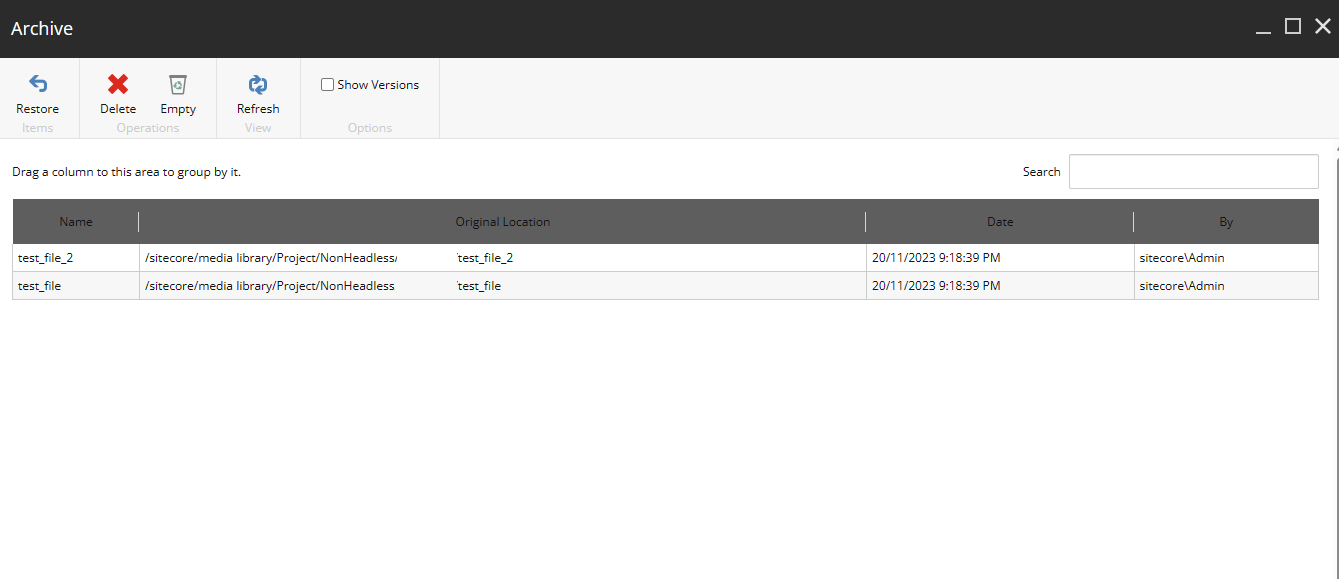 Archive
Restore Delete Empty Refresh Show Versions
Items Operations View Options
Drag a column to this area to group by it. Search
Name Original Location Date By
test_file_2 /sitecore/media library/Project/NonHeadless/ test_file_2 20/11/2023 9:18:39 PM sitecore\Admin
test_file /sitecore/media library/Project/NonHeadless test_file 20/11/2023 9:18:39 PM sitecore\Admin